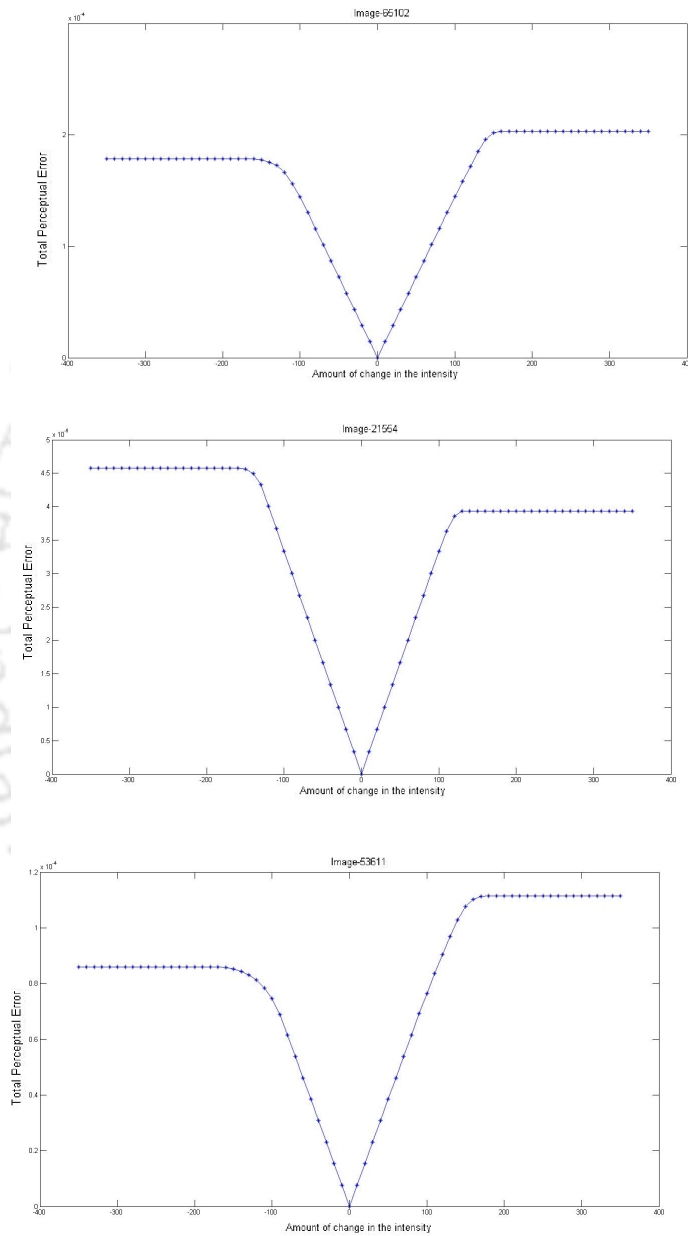 Image-65102
x 10^-4
2
1
0
-400 -300 -200 -100 0 100 200 300 400
Total Perceptual Error
Amount of change in the intensity
Image-21554
5 x 10^-4
4.5
4
3.5
3
2.5
2
1.5
1
0.5
0
-400 -300 -200 -100 0 100 200 300 400
Total Perceptual Error
Amount of change in the intensity
Image-53611
1.2 x 10^-4
1
0.8
0.6
0.4
0.2
0
-400 -300 -200 -100 0 100 200 300 400
Total Perceptual Error
Amount of change in the intensity